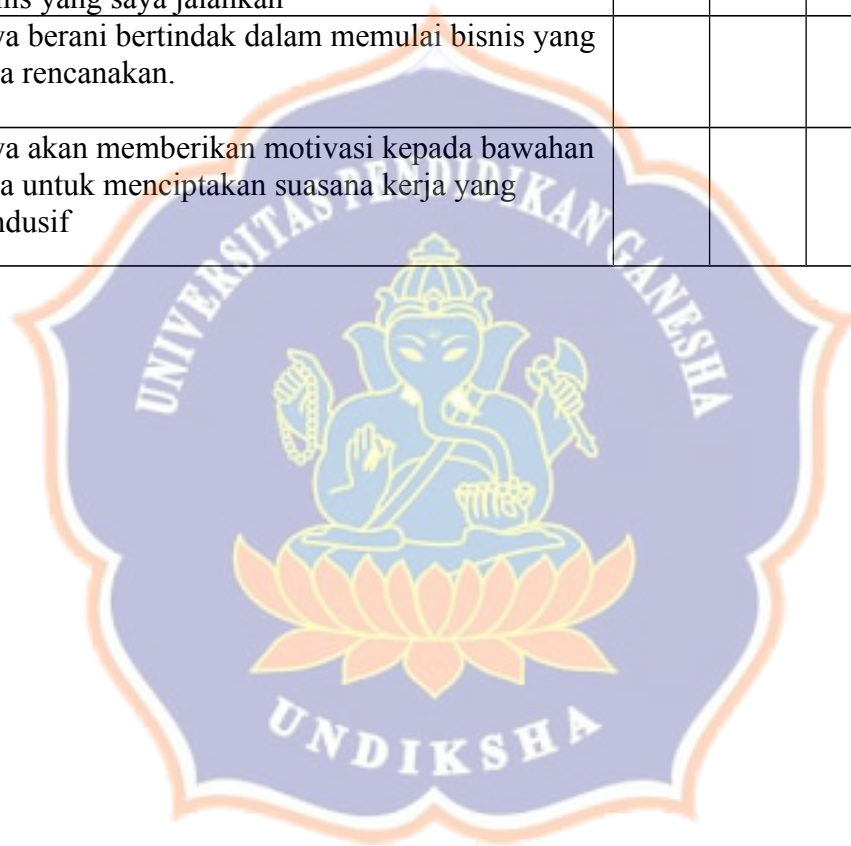 nis yang saya jalankan
ya berani bertindak dalam memulai bisnis yang
a rencanakan.
ya akan memberikan motivasi kepada bawahan
a untuk menciptakan suasana kerja yang
ndusif
UNIVERSITAS PENDIDIKAN GANESHA
UNDIKSHA